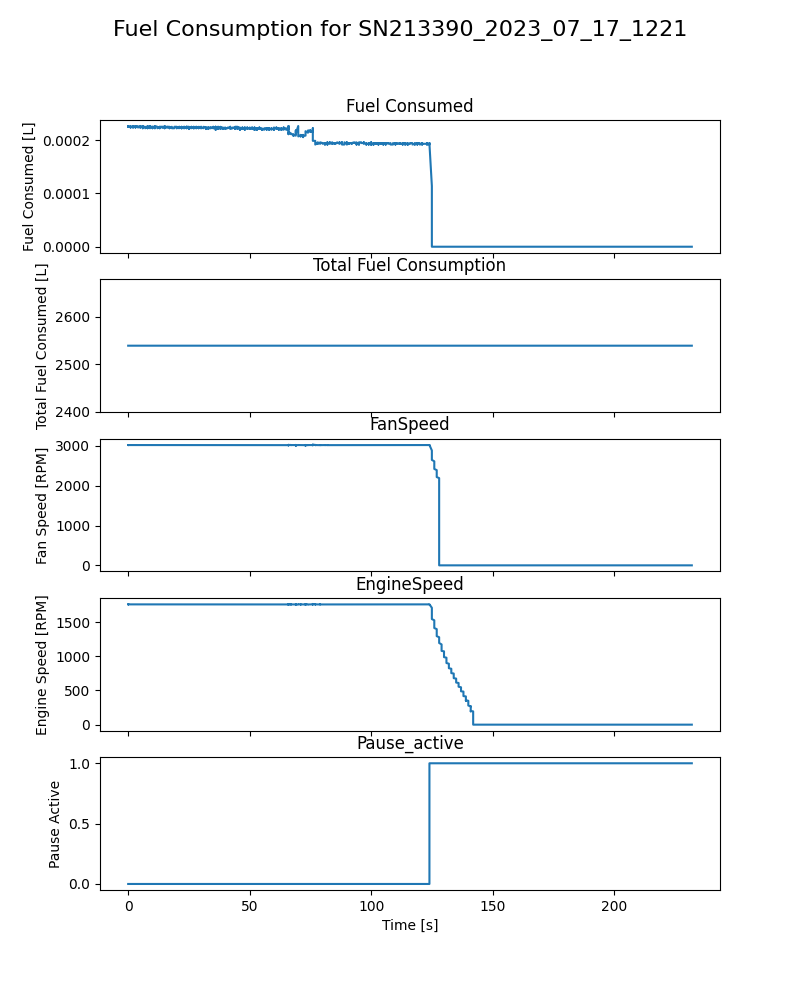 Fuel Consumption for SN213390_2023_07_17_1221
Fuel Consumed
Fuel Consumed [L]
0.0002
0.0001
0.0000
Total Fuel Consumption
Total Fuel Consumed [L]
2600
2500
2400
FanSpeed
Fan Speed [RPM]
3000
2000
1000
0
EngineSpeed
Engine Speed [RPM]
1500
1000
500
0
Pause_active
Pause Active
1.0
0.5
0.0
0 50 100 150 200
Time [s]